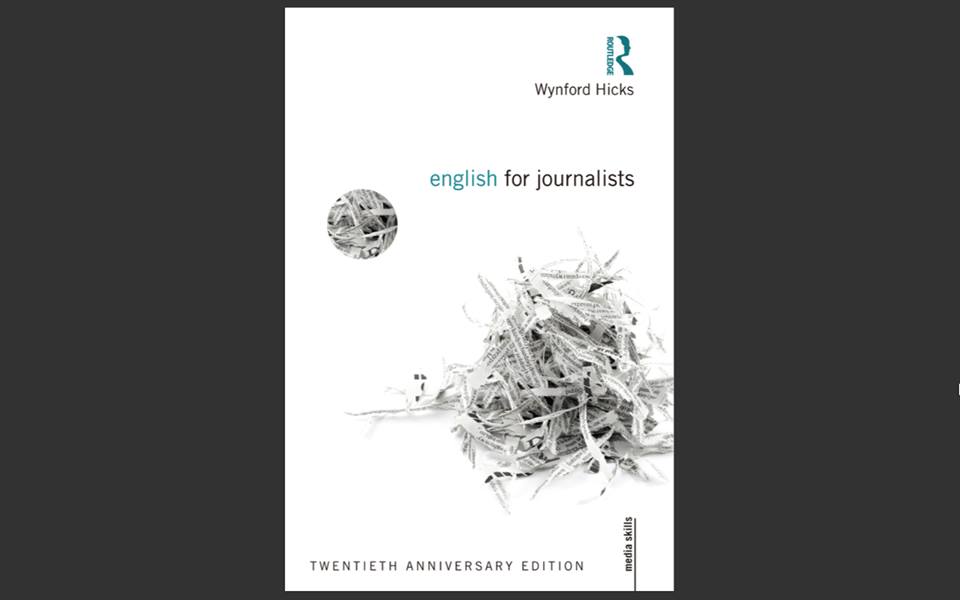 ROUTLEDGE
Wynford Hicks
english for journalists
media skills
TWENTIETH ANNIVERSARY EDITION